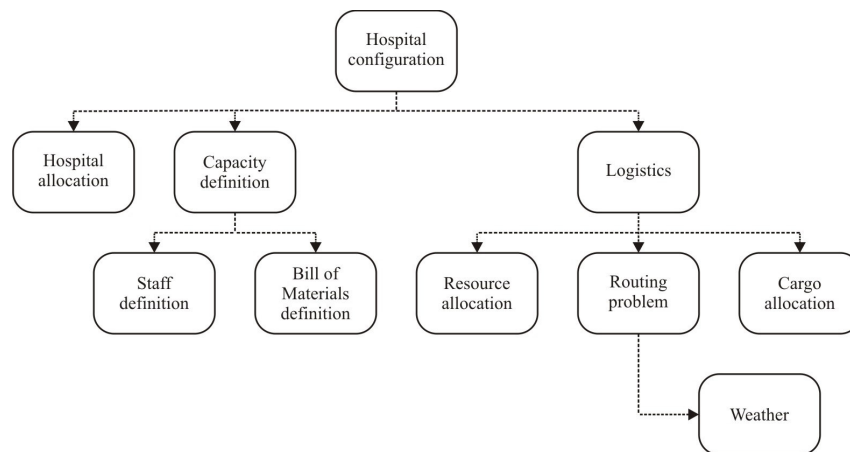 Hospital
configuration
Hospital
allocation
Capacity
definition
Logistics
Staff
definition
Bill of
Materials
definition
Resource
allocation
Routing
problem
Cargo
allocation
Weather